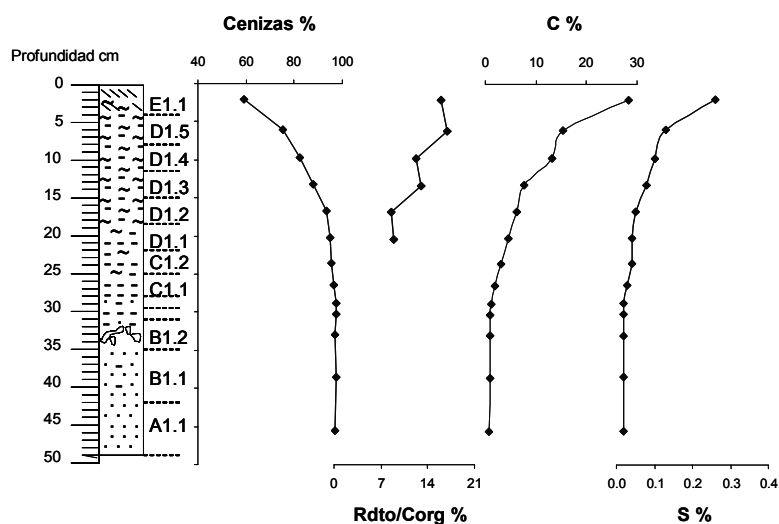 Cenizas %
C %
Profundidad cm
40 60 80 100
0 10 20 30
0
E1.1
5
D1.5
10
D1.4
15
D1.3
D1.2
20
D1.1
25
C1.2
C1.1
30
B1.2
35
40
B1.1
45
A1.1
50
0 7 14 21
0.0 0.1 0.2 0.3 0.4
Rdto/Corg %
S %